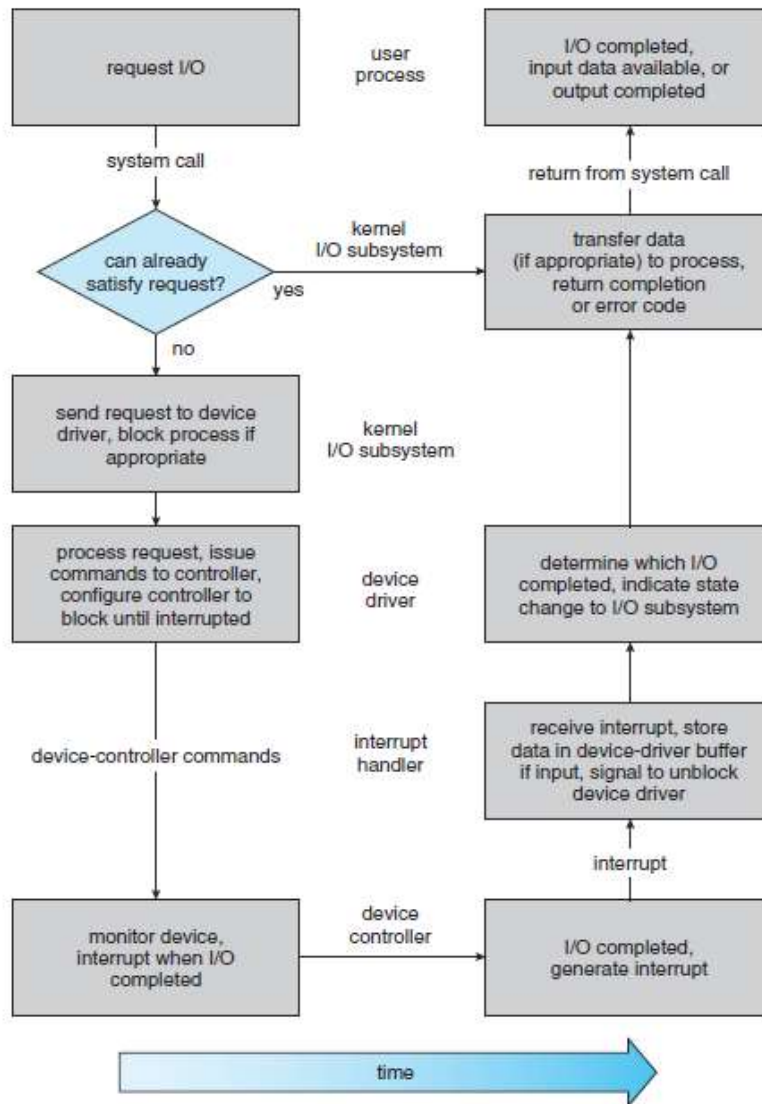 request I/O
user
process
I/O completed,
input data available, or
output completed
system call
return from system call
can already
satisfy request?
yes
no
kernel
I/O subsystem
transfer data
(if appropriate) to process,
return completion
or error code
send request to device
driver, block process if
appropriate
kernel
I/O subsystem
process request, issue
commands to controller,
configure controller to
block until interrupted
device
driver
determine which I/O
completed, indicate state
change to I/O subsystem
device-controller commands
interrupt
handler
receive interrupt, store
data in device-driver buffer
if input, signal to unblock
device driver
interrupt
monitor device,
interrupt when I/O
completed
device
controller
I/O completed,
generate interrupt
time